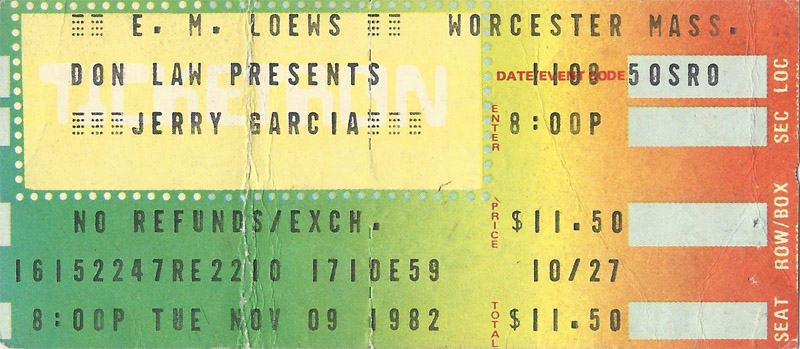 E. M. LOEWS WORCESTER MASS.
DON LAW PRESENTS DATE/EVENT CODE 1109 50SRO LOC
TICKETRON
JERRY GARCIA ENTER 8:00P SEC
NO REFUNDS/EXCH. PRICE $11.50 ROW/BOX
16152247RE2210 1710E59 10/27
8:00P TUE NOV 09 1982 TOTAL $11.50 SEAT